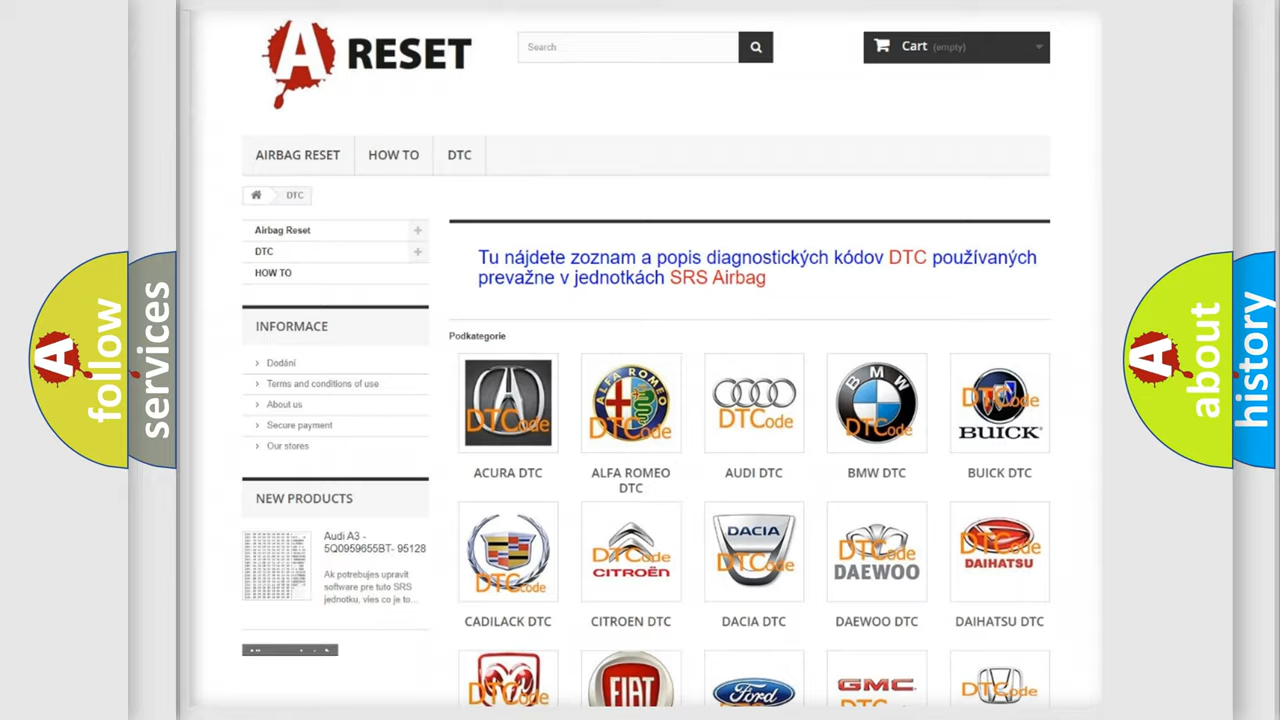 A RESET
Search
Cart (empty)
AIRBAG RESET
HOW TO
DTC
DTC
Airbag Reset
DTC
HOW TO
Tu nájdete zoznam a popis diagnostických kódov DTC používaných
prevažne v jednotkách SRS Airbag
INFORMACE
Dodání
Terms and conditions of use
About us
Secure payment
Our stores
Podkategorie
DTCode
ALFA ROMEO
DTCode
DTCode
BMW
DTCode
DTCode
BUICK
ACURA DTC
ALFA ROMEO
DTC
AUDI DTC
BMW DTC
BUICK DTC
NEW PRODUCTS
Audi A3 -
5Q0959655BT- 95128
Ak potrebujes upravit
software pre tuto SRS
jednotku, vies co je to...
DTCode
DTCode
CITROËN
DACIA
DTCode
DTCode
DAEWOO
DTCode
DAIHATSU
CADILACK DTC
CITROEN DTC
DACIA DTC
DAEWOO DTC
DAIHATSU DTC
DTCode
FIAT
Ford
GMC
DTCode
A follow
services
A about
history